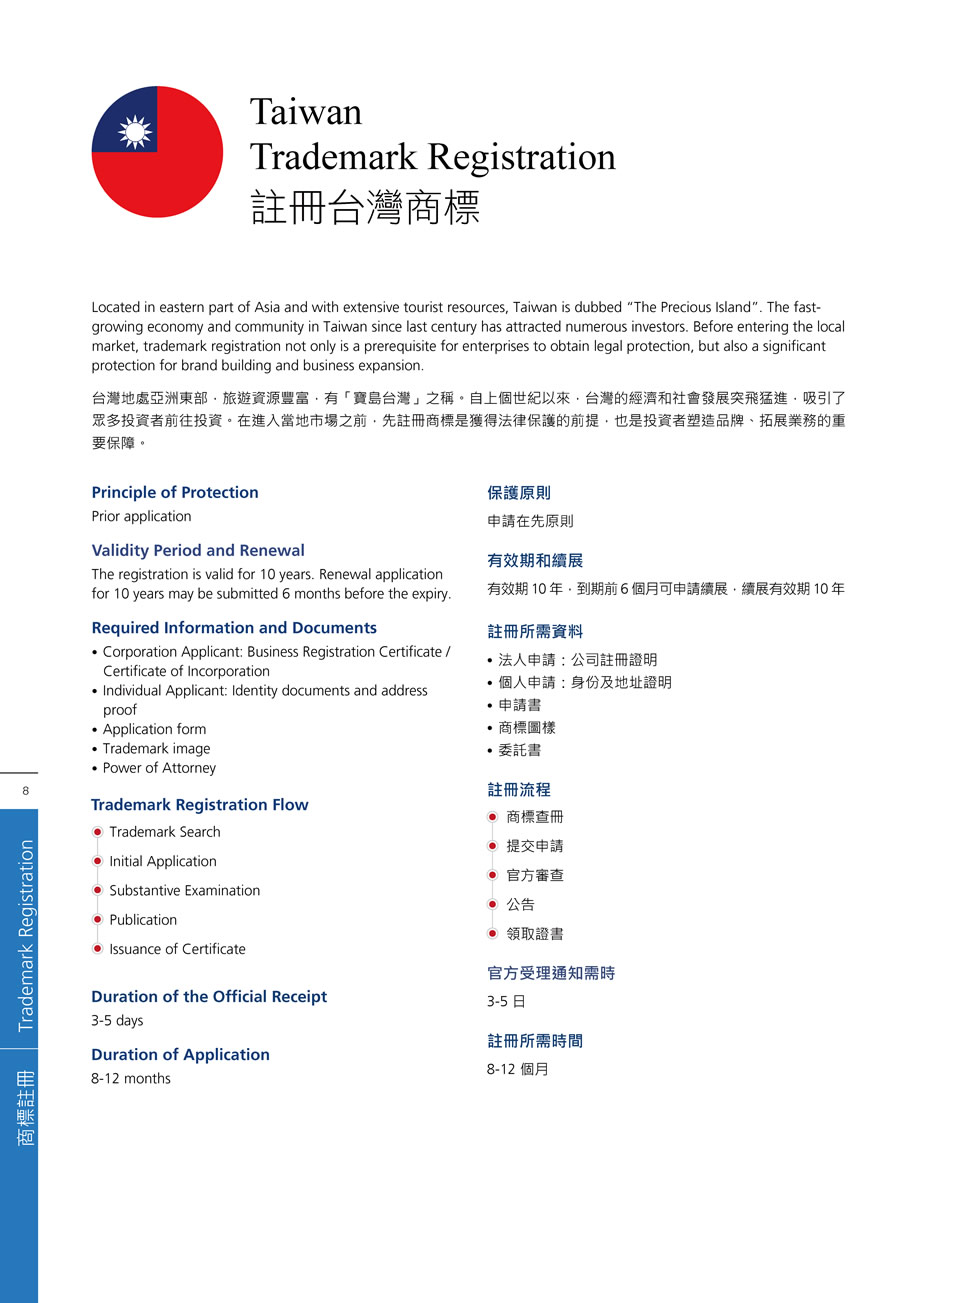 Taiwan
Trademark Registration
註冊台灣商標
Located in eastern part of Asia and with extensive tourist resources, Taiwan is dubbed “The Precious Island”. The fast-
growing economy and community in Taiwan since last century has attracted numerous investors. Before entering the local
market, trademark registration not only is a prerequisite for enterprises to obtain legal protection, but also a significant
protection for brand building and business expansion.
台灣地處亞洲東部，旅遊資源豐富，有「寶島台灣」之稱。自上個世紀以來，台灣的經濟和社會發展突飛猛進，吸引了
眾多投資者前往投資。在進入當地市場之前，先註冊商標是獲得法律保護的前提，也是投資者塑造品牌、拓展業務的重
要保障。
Principle of Protection
Prior application
Validity Period and Renewal
The registration is valid for 10 years. Renewal application
for 10 years may be submitted 6 months before the expiry.
Required Information and Documents
• Corporation Applicant: Business Registration Certificate /
Certificate of Incorporation
• Individual Applicant: Identity documents and address
proof
• Application form
• Trademark image
• Power of Attorney
Trademark Registration Flow
Trademark Search
Initial Application
Substantive Examination
Publication
Issuance of Certificate
Duration of the Official Receipt
3-5 days
Duration of Application
8-12 months
保護原則
申請在先原則
有效期和續展
有效期 10 年，到期前 6 個月可申請續展，續展有效期 10 年
註冊所需資料
• 法人申請：公司註冊證明
• 個人申請：身份及地址證明
• 申請書
• 商標圖樣
• 委託書
註冊流程
商標查冊
提交申請
官方審查
公告
領取證書
官方受理通知需時
3-5 日
註冊所需時間
8-12 個月
8
Trademark Registration
商標註冊